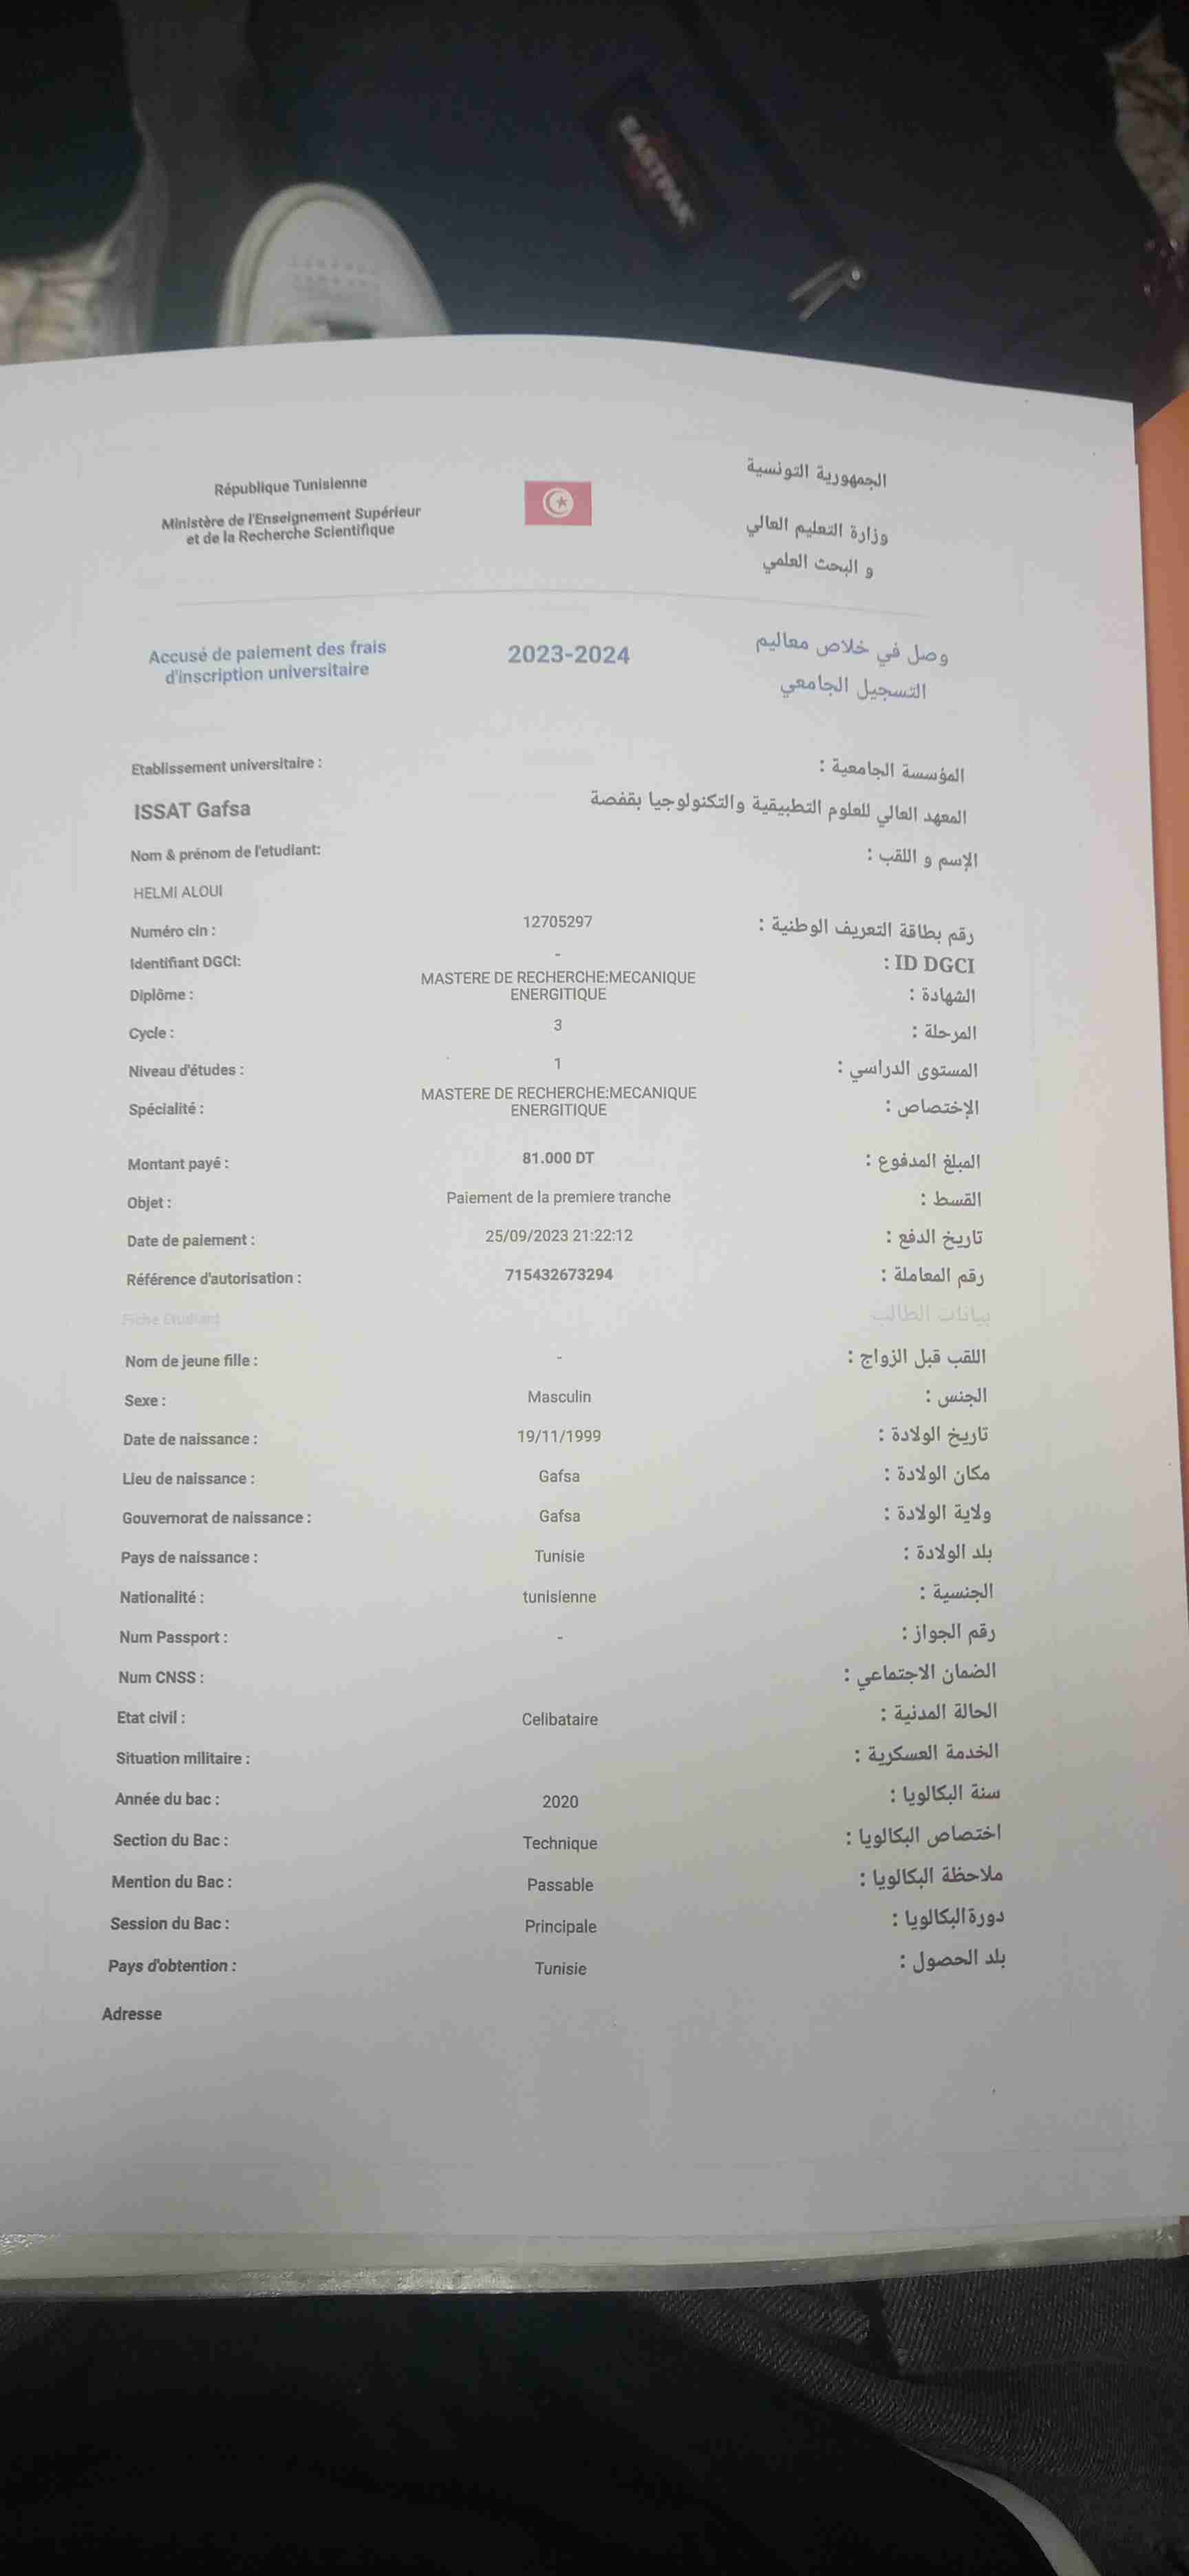 EASTPAK
République Tunisienne
الجمهورية التونسية
Ministère de l'Enseignement Supérieur
et de la Recherche Scientifique
وزارة التعليم العالي
و البحث العلمي
Accusé de paiement des frais
d'inscription universitaire
2023-2024
وصل في خلاص معاليم
التسجيل الجامعي
Etablissement universitaire :
المؤسسة الجامعية :
ISSAT Gafsa
المعهد العالي للعلوم التطبيقية والتكنولوجيا بقفصة
Nom & prénom de l'etudiant:
الإسم و اللقب :
HELMI ALOUI
Numéro cin : 12705297 رقم بطاقة التعريف الوطنية :
Identifiant DGCI: - : ID DGCI
Diplôme : MASTERE DE RECHERCHE:MECANIQUE
ENERGITIQUE الشهادة :
Cycle : 3 المرحلة :
Niveau d'études : 1 المستوى الدراسي :
Spécialité : MASTERE DE RECHERCHE:MECANIQUE
ENERGITIQUE الإختصاص :
Montant payé : 81.000 DT المبلغ المدفوع :
Objet : Paiement de la premiere tranche القسط :
Date de paiement : 25/09/2023 21:22:12 تاريخ الدفع :
Référence d'autorisation : 715432673294 رقم المعاملة :
Fiche Etudiant بيانات الطالب
Nom de jeune fille : - اللقب قبل الزواج :
Sexe : Masculin الجنس :
Date de naissance : 19/11/1999 تاريخ الولادة :
Lieu de naissance : Gafsa مكان الولادة :
Gouvernorat de naissance : Gafsa ولاية الولادة :
Pays de naissance : Tunisie بلد الولادة :
Nationalité : tunisienne الجنسية :
Num Passport : - رقم الجواز :
Num CNSS : الضمان الاجتماعي :
Etat civil : Celibataire الحالة المدنية :
Situation militaire : الخدمة العسكرية :
Année du bac : 2020 سنة البكالويا :
Section du Bac : Technique اختصاص البكالويا :
Mention du Bac : Passable ملاحظة البكالويا :
Session du Bac : Principale دورةالبكالويا :
Pays d'obtention : Tunisie بلد الحصول :
Adresse